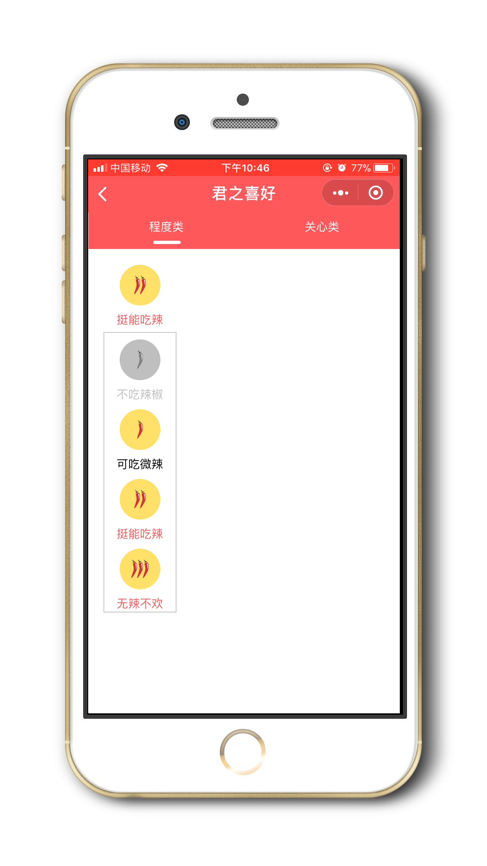 中国移动 下午10:46 77%
君之喜好
程度类 关心类
挺能吃辣
不吃辣椒
可吃微辣
挺能吃辣
无辣不欢